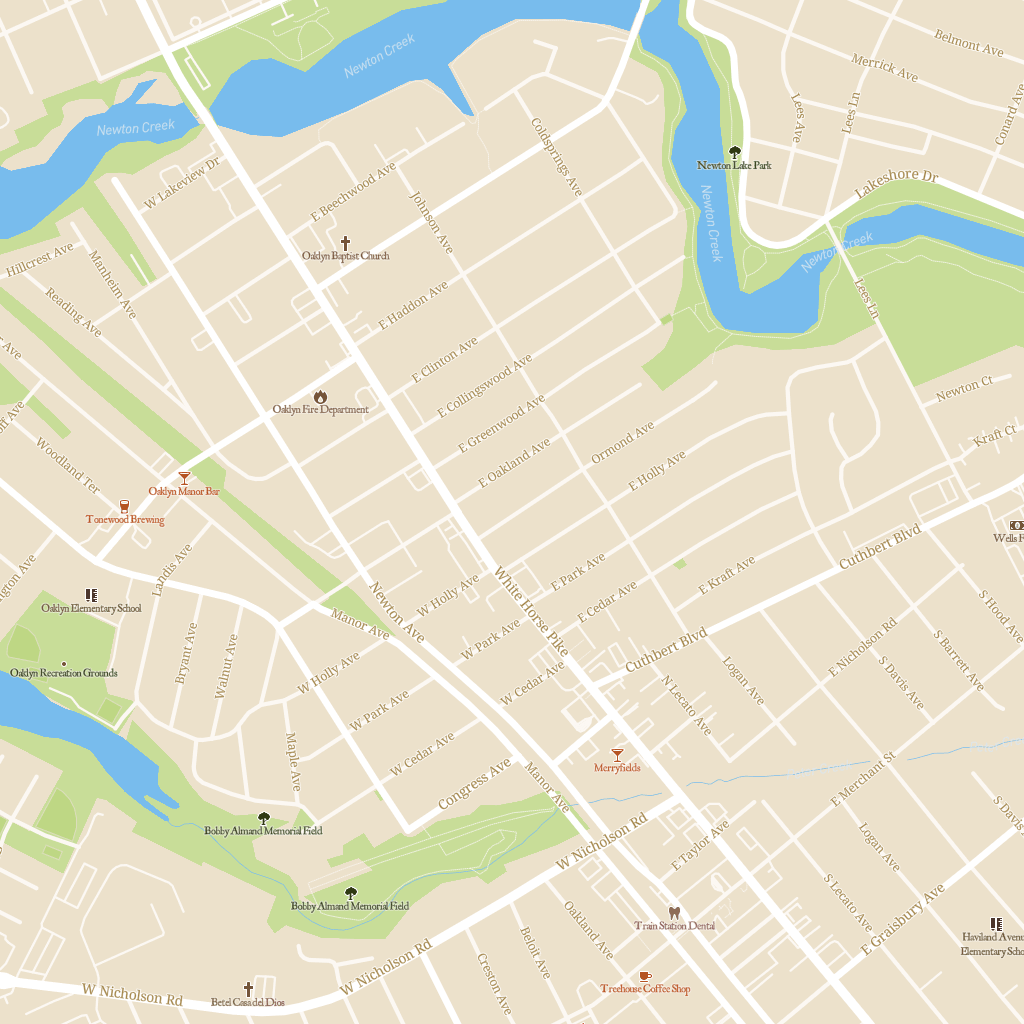 Newton Creek
Belmont Ave
Merrick Ave
Conard Ave
Lees Ave
Lees Ln
Newton Creek
Coldsprings Ave
Newton Lake Park
W Lakeview Dr
E Beechwood Ave
Lakeshore Dr
Johnson Ave
Newton Creek
Newton Creek
Oaklyn Baptist Church
Hillcrest Ave
Manheim Ave
Reading Ave
E Haddon Ave
Lees Ln
E Clinton Ave
E Collingswood Ave
Newton Ct
Oaklyn Fire Department
E Greenwood Ave
Kraft Ct
Ormond Ave
E Oakland Ave
E Holly Ave
Woodland Ter
Oaklyn Manor Bar
Tonewood Brewing
Wells F
Cuthbert Blvd
Landis Ave
E Park Ave
E Kraft Ave
W Holly Ave
White Horse Pike
E Cedar Ave
Oaklyn Elementary School
S Hood Ave
Newton Ave
Manor Ave
W Park Ave
Cuthbert Blvd
E Nicholson Rd
S Barrett Ave
Bryant Ave
Walnut Ave
Oaklyn Recreation Grounds
W Holly Ave
W Cedar Ave
Logan Ave
S Davis Ave
N Lecato Ave
W Park Ave
Maple Ave
W Cedar Ave
Merryfields
Congress Ave
Manor Ave
E Merchant St
Bobby Almand Memorial Field
W Nicholson Rd
E Taylor Ave
Logan Ave
S Davis
Bobby Almand Memorial Field
S Lecato Ave
E Graisbury Ave
Oakland Ave
Train Station Dental
Haviland Avenu
Elementary Scho
Beloit Ave
W Nicholson Rd
Creston Ave
Treehouse Coffee Shop
W Nicholson Rd
Betel Casa del Dios